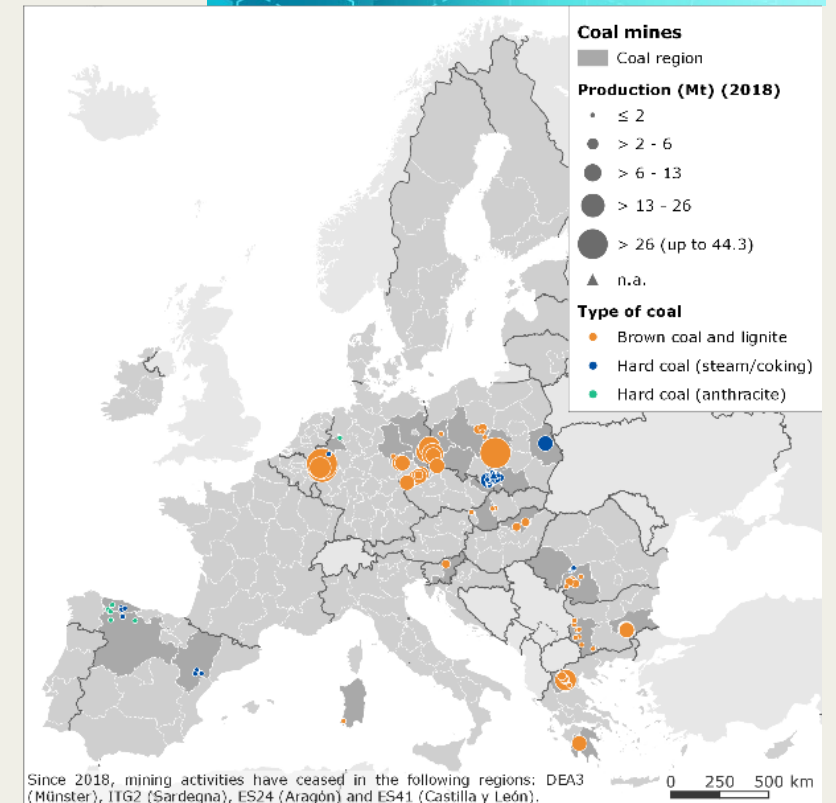 Coal mines
Coal region
Production (Mt) (2018)
≤ 2
> 2 - 6
> 6 - 13
> 13 - 26
> 26 (up to 44.3)
n.a.
Type of coal
Brown coal and lignite
Hard coal (steam/coking)
Hard coal (anthracite)
Since 2018, mining activities have ceased in the following regions: DEA3
(Münster), ITG2 (Sardegna), ES24 (Aragón) and ES41 (Castilla y León).
0 250 500 km